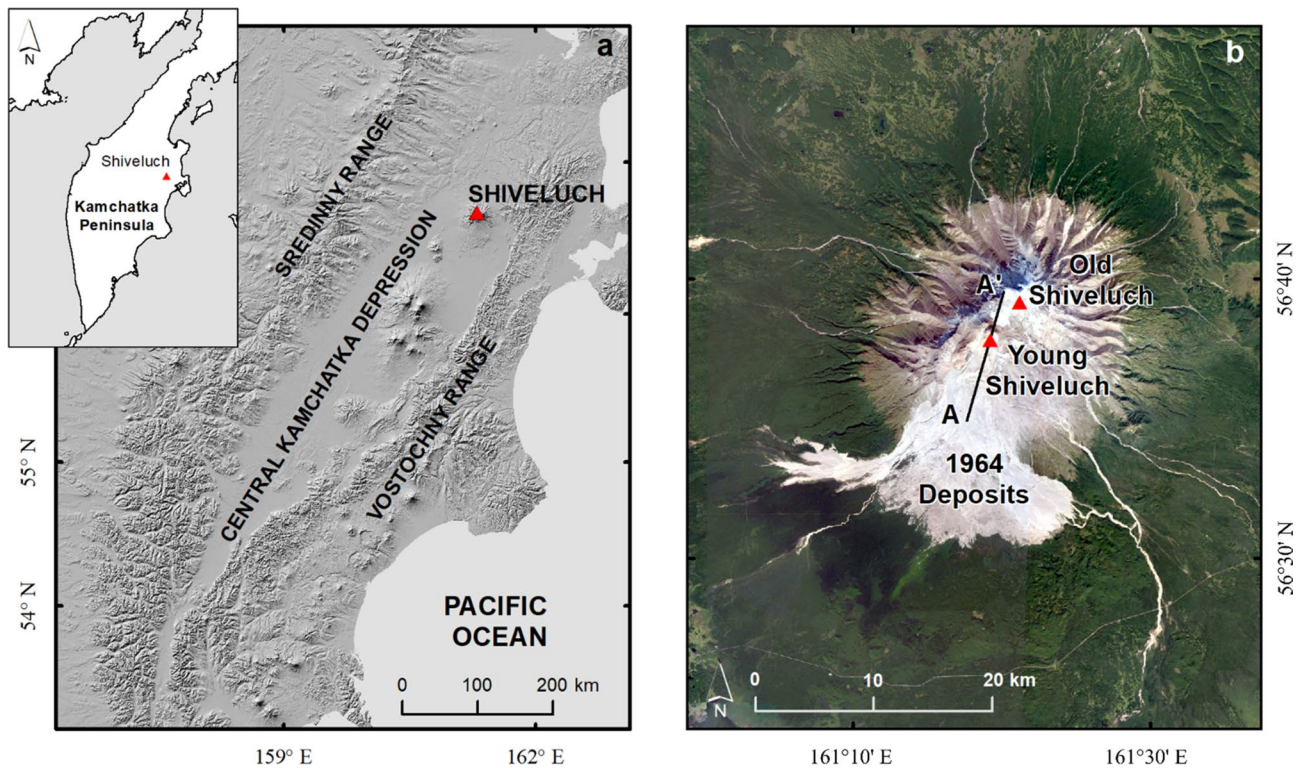 N
Shiveluch
Kamchatka
Peninsula
a
SREDINNY RANGE
SHIVELUCH
CENTRAL KAMCHATKA DEPRESSION
VOSTOCHNY RANGE
PACIFIC
OCEAN
0 100 200 km
55° N
54° N
159° E 162° E
b
Old
Shiveluch
A'
Young
Shiveluch
A
1964
Deposits
N
0 10 20 km
56°40' N
56°30' N
161°10' E 161°30' E